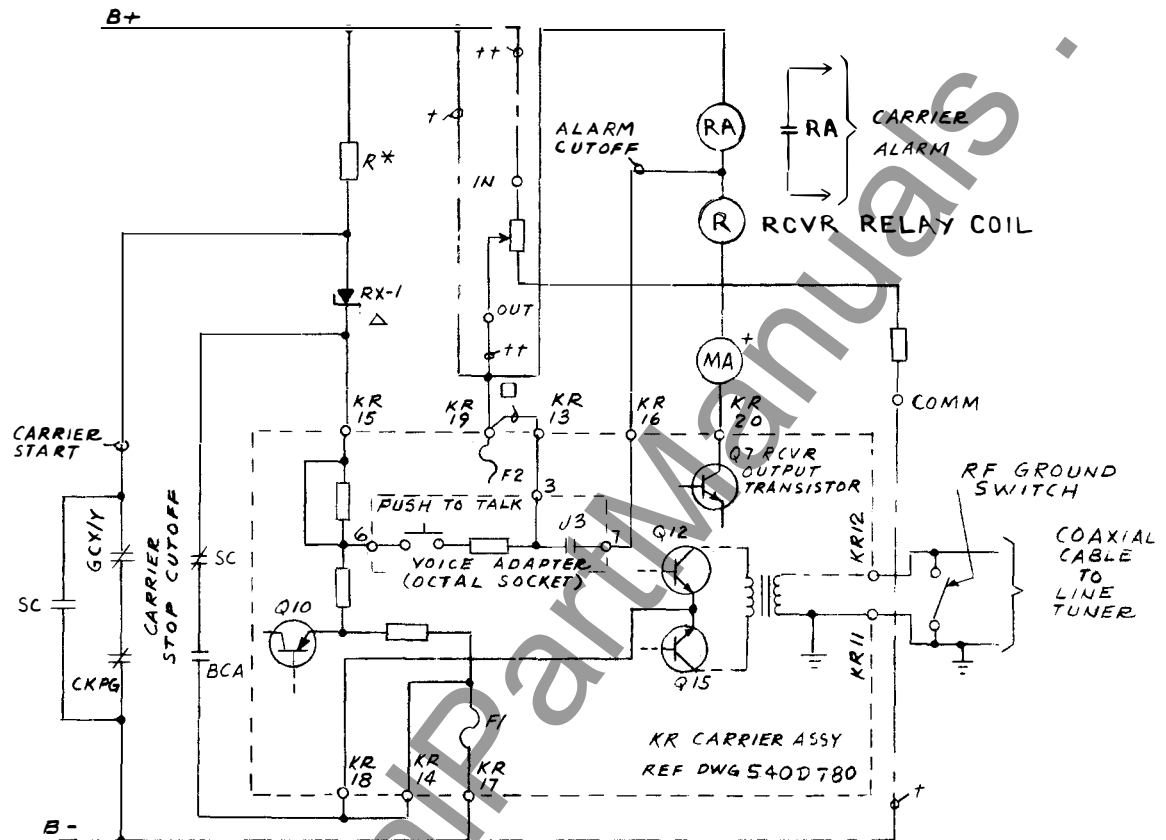 B+
++
+
R*
IN
ALARM
CUTOFF
RA
RA
CARRIER
ALARM
R
RCVR RELAY COIL
RX-1
OUT
++
MA
+
COMM
CARRIER
START
KR
15
KR
19
KR
13
KR
16
KR
20
F2
Q7 RCVR
OUTPUT
TRANSISTOR
RF GROUND
SWITCH
PUSH TO TALK
3
J3
6
7
VOICE ADAPTER
(OCTAL SOCKET)
Q12
KR12
COAXIAL
CABLE
TO
LINE
TUNER
GCY/Y
CARRIER
STOP CUTOFF
SC
SC
Q10
BCA
CKPG
Q15
KR11
F1
KR
18
KR
14
KR
17
KR CARRIER ASSY
REF DWG 540D780
+
B-
alPartManuals.